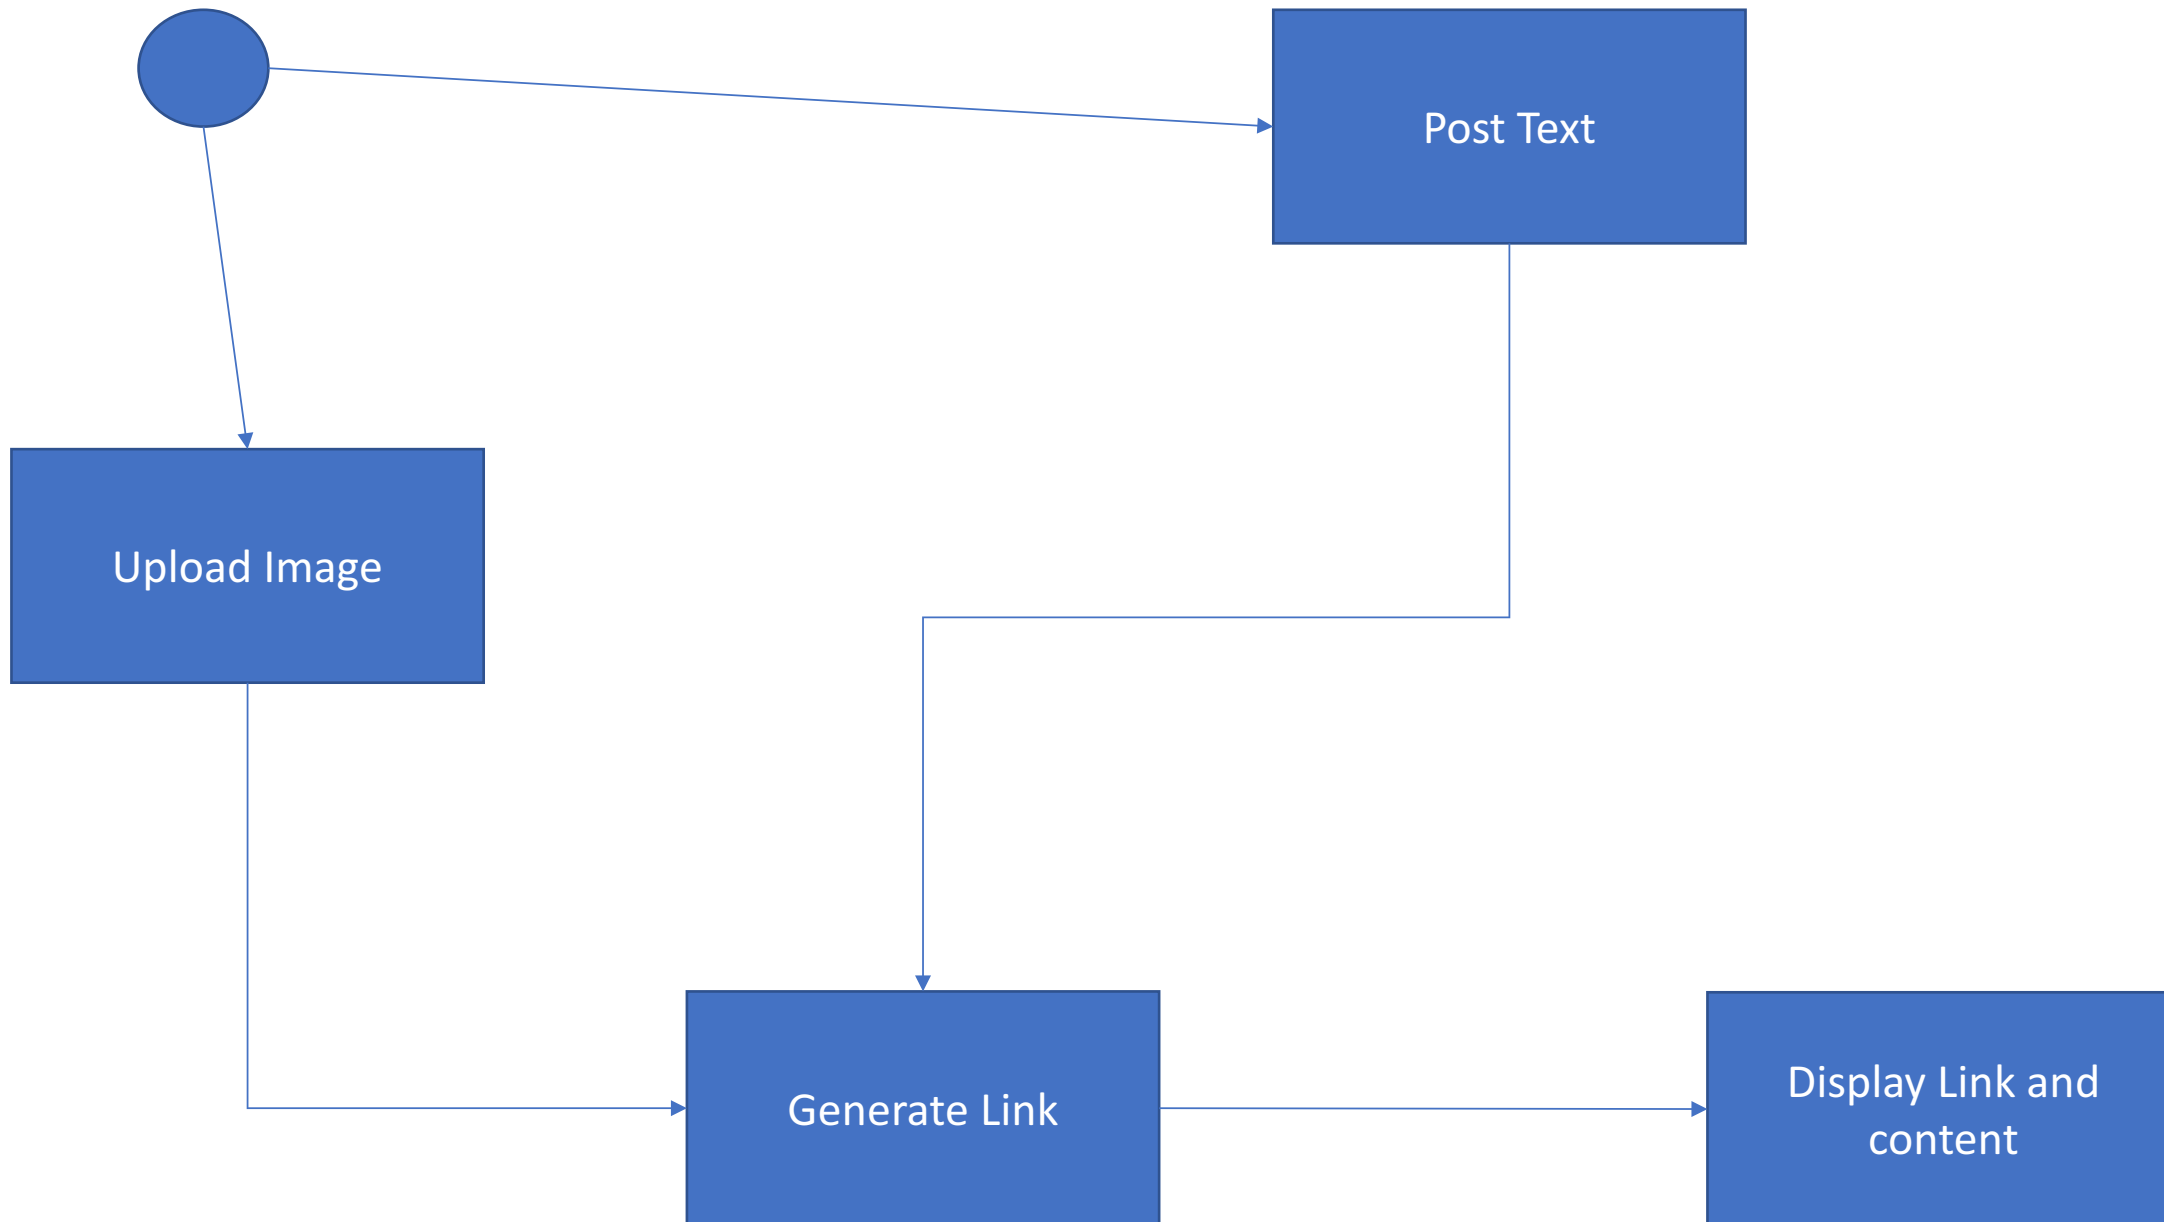 Post Text
Upload Image
Generate Link
Display Link and
content